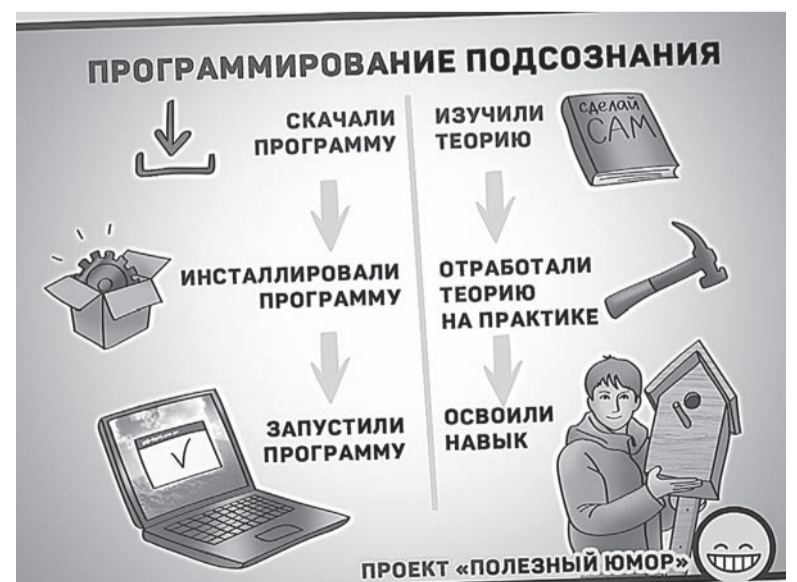 ПРОГРАММИРОВАНИЕ ПОДСОЗНАНИЯ
СКАЧАЛИ
ПРОГРАММУ
ИНСТАЛЛИРОВАЛИ
ПРОГРАММУ
ЗАПУСТИЛИ
ПРОГРАММУ
ИЗУЧИЛИ
ТЕОРИЮ
сделай
САМ
ОТРАБОТАЛИ
ТЕОРИЮ
НА ПРАКТИКЕ
ОСВОИЛИ
НАВЫК
ПРОЕКТ «ПОЛЕЗНЫЙ ЮМОР»